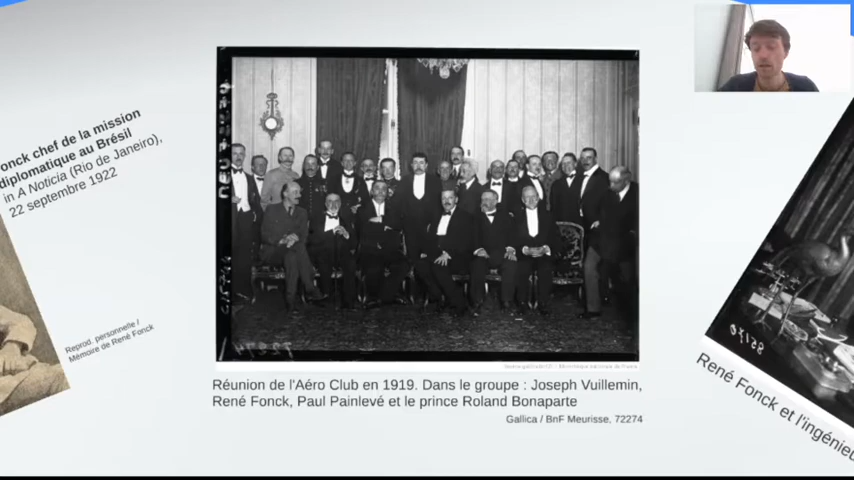 onck chef de la mission
diplomatique au Brésil
in A Noticia (Rio de Janeiro),
22 septembre 1922
Reprod. personnelle /
Mémoire de René Fonck
Réunion de l'Aéro Club en 1919. Dans le groupe : Joseph Vuillemin,
René Fonck, Paul Painlevé et le prince Roland Bonaparte
Gallica / BnF Meurisse, 72274
René Fonck et l'ingénieu